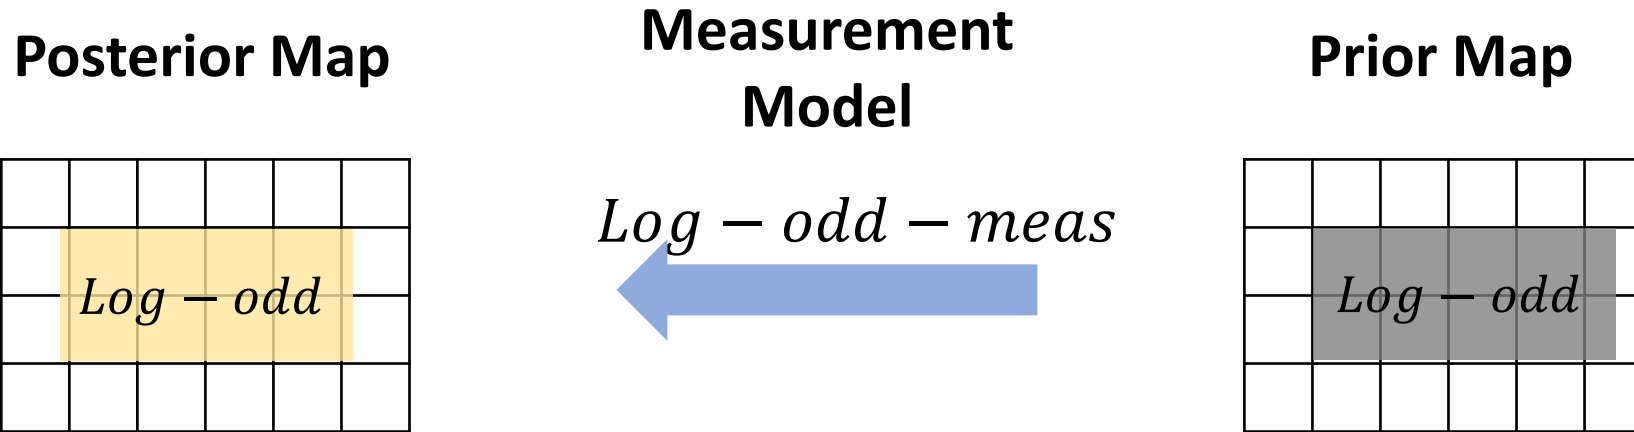 Posterior Map
Measurement
Model
Prior Map
Log − odd − meas
Log − odd
Log − odd